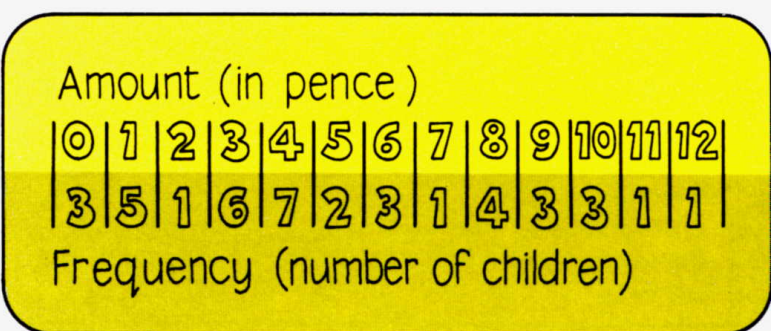 Amount (in pence)
0 1 2 3 4 5 6 7 8 9 10 11 12
3 5 1 6 7 2 3 1 4 3 3 1 1
Frequency (number of children)